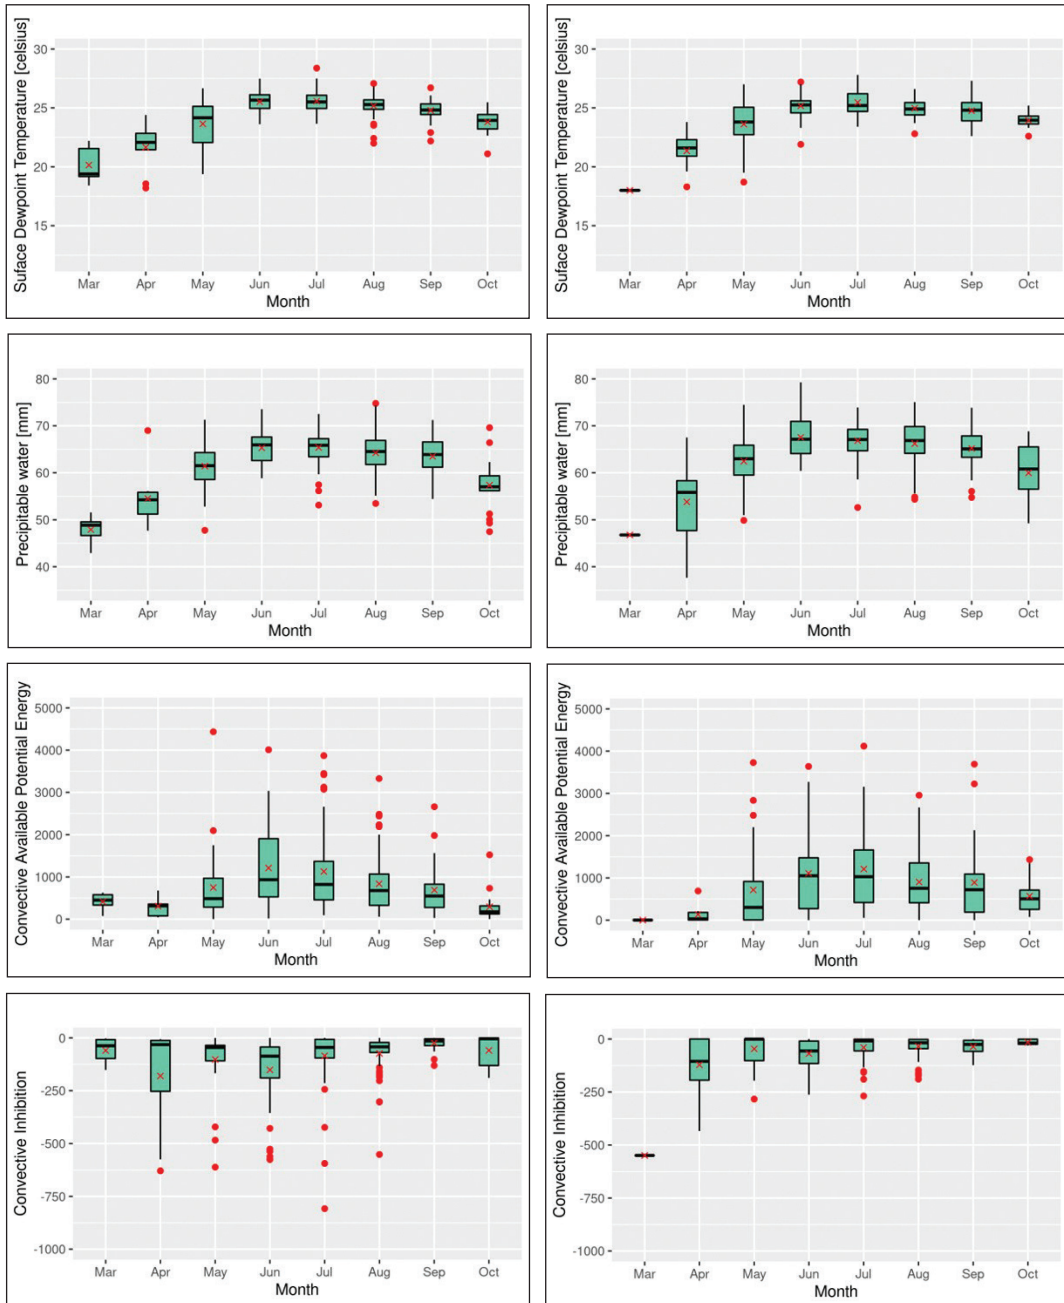 Suface Dewpoint Temperature [celsius]
30
25
20
15
Mar Apr May Jun Jul Aug Sep Oct
Month
Suface Dewpoint Temperature [celsius]
30
25
20
15
Mar Apr May Jun Jul Aug Sep Oct
Month
Precipitable water [mm]
80
70
60
50
40
Mar Apr May Jun Jul Aug Sep Oct
Month
Precipitable water [mm]
80
70
60
50
40
Mar Apr May Jun Jul Aug Sep Oct
Month
Convective Available Potential Energy
5000
4000
3000
2000
1000
0
Mar Apr May Jun Jul Aug Sep Oct
Month
Convective Available Potential Energy
5000
4000
3000
2000
1000
0
Mar Apr May Jun Jul Aug Sep Oct
Month
Convective Inhibition
0
-250
-500
-750
-1000
Mar Apr May Jun Jul Aug Sep Oct
Month
Convective Inhibition
0
-250
-500
-750
-1000
Mar Apr May Jun Jul Aug Sep Oct
Month